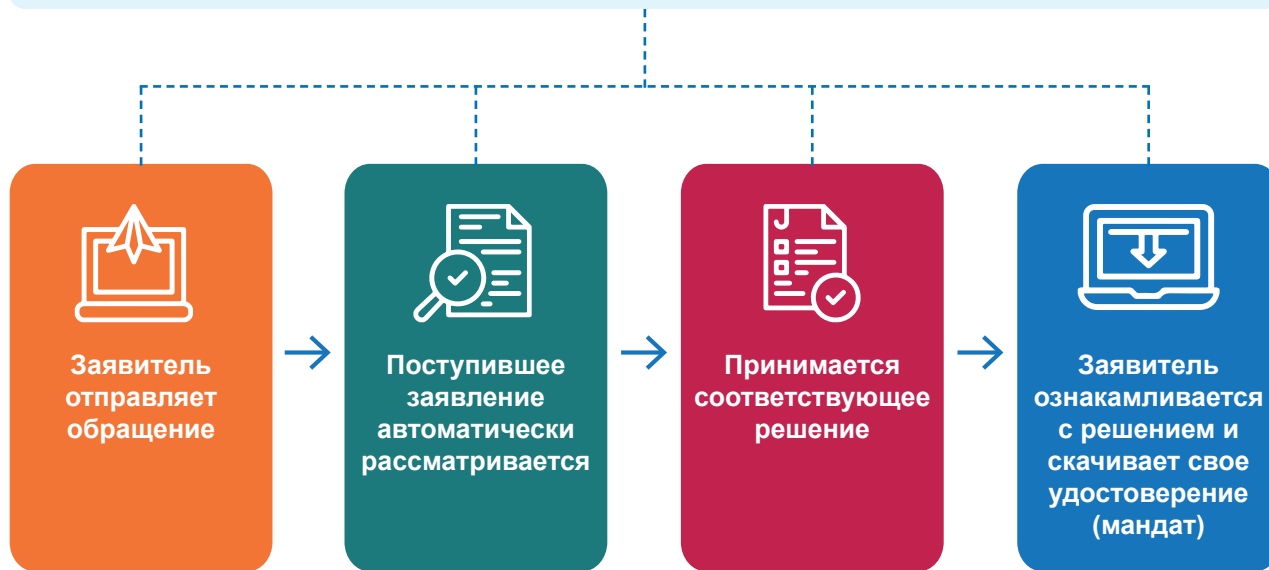 Заявитель
отправляет
обращение
Поступившее
заявление
автоматически
рассматривается
Принимается
соответствующее
решение
Заявитель
ознакамливается
с решением и
скачивает свое
удостоверение
(мандат)